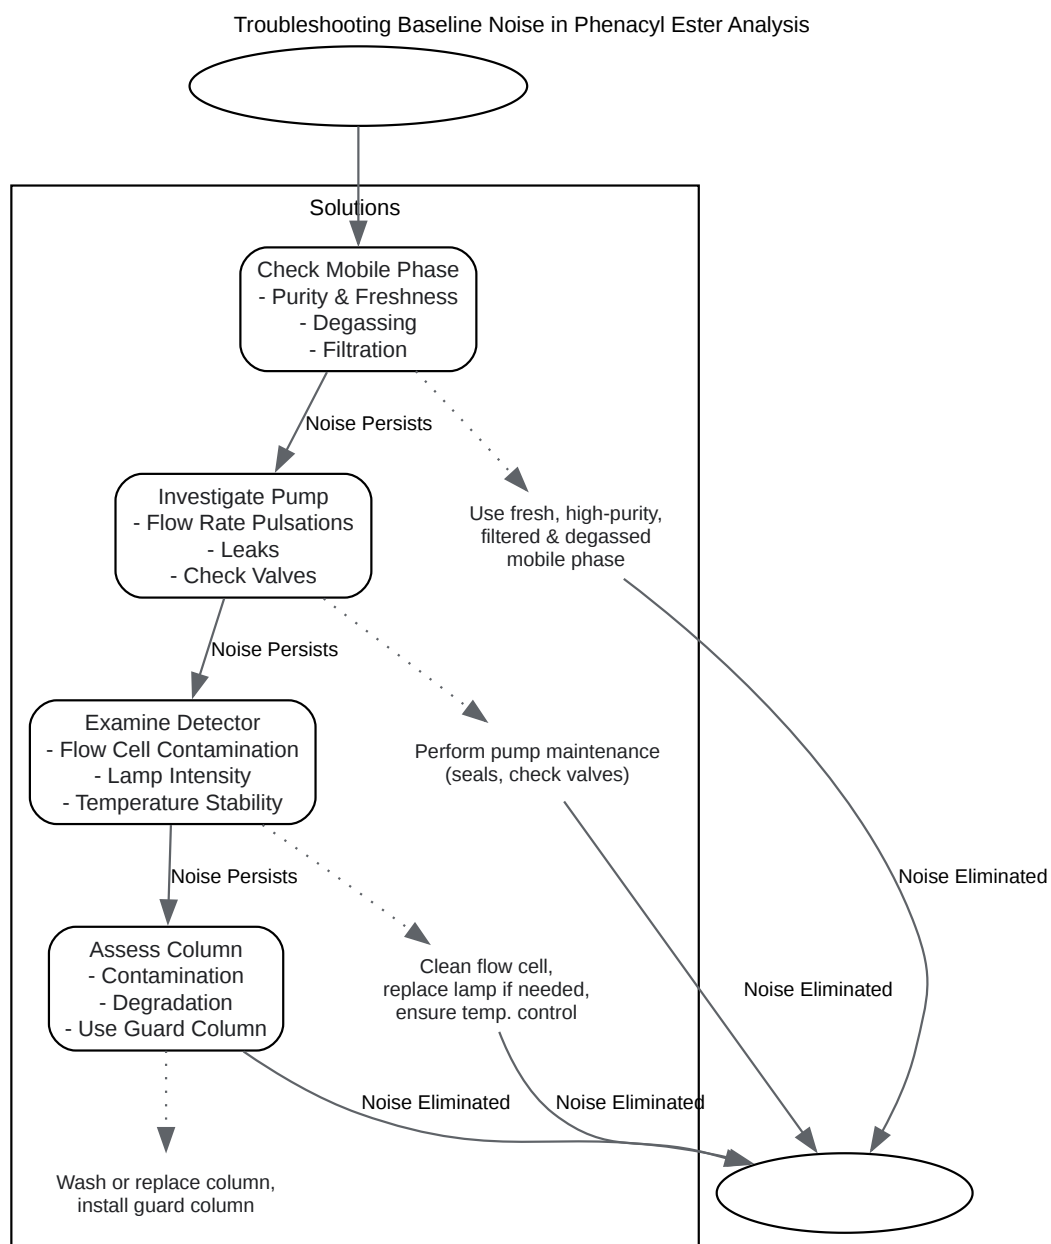 Troubleshooting Baseline Noise in Phenacyl Ester Analysis
Solutions
Check Mobile Phase
- Purity & Freshness
- Degassing
- Filtration
Noise Persists
Use fresh, high-purity,
filtered & degassed
mobile phase
Investigate Pump
- Flow Rate Pulsations
- Leaks
- Check Valves
Noise Persists
Perform pump maintenance
(seals, check valves)
Examine Detector
- Flow Cell Contamination
- Lamp Intensity
- Temperature Stability
Noise Persists
Noise Eliminated
Clean flow cell,
replace lamp if needed,
ensure temp. control
Noise Eliminated
Assess Column
- Contamination
- Degradation
- Use Guard Column
Noise Eliminated
Noise Eliminated
Wash or replace column,
install guard column